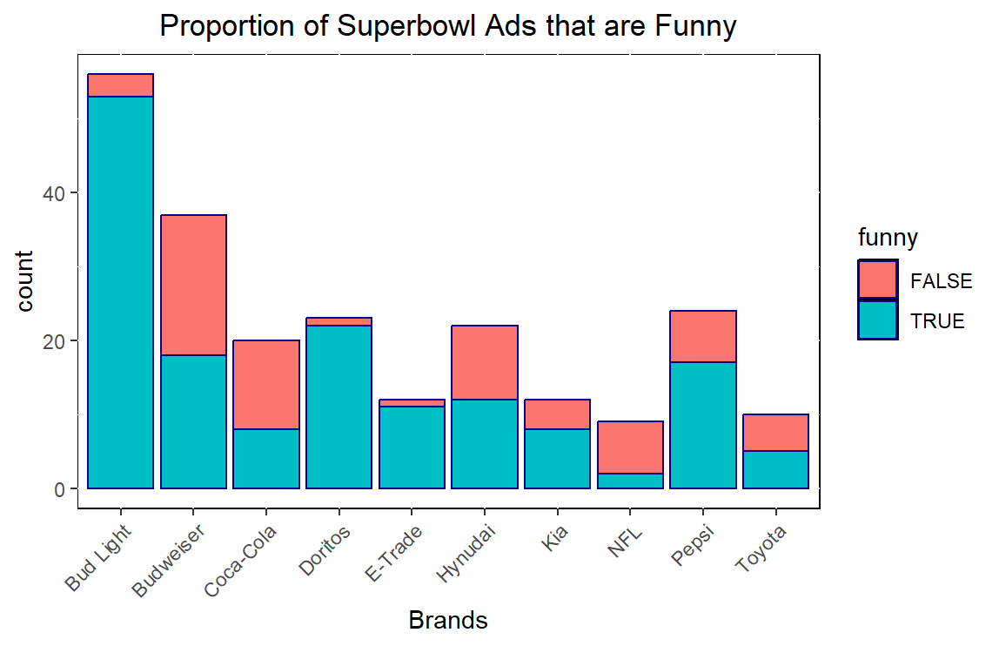 Proportion of Superbowl Ads that are Funny
count
40
20
0
Bud Light
Budweiser
Coca-Cola
Doritos
E-Trade
Hynudai
Kia
NFL
Pepsi
Toyota
Brands
funny
FALSE
TRUE